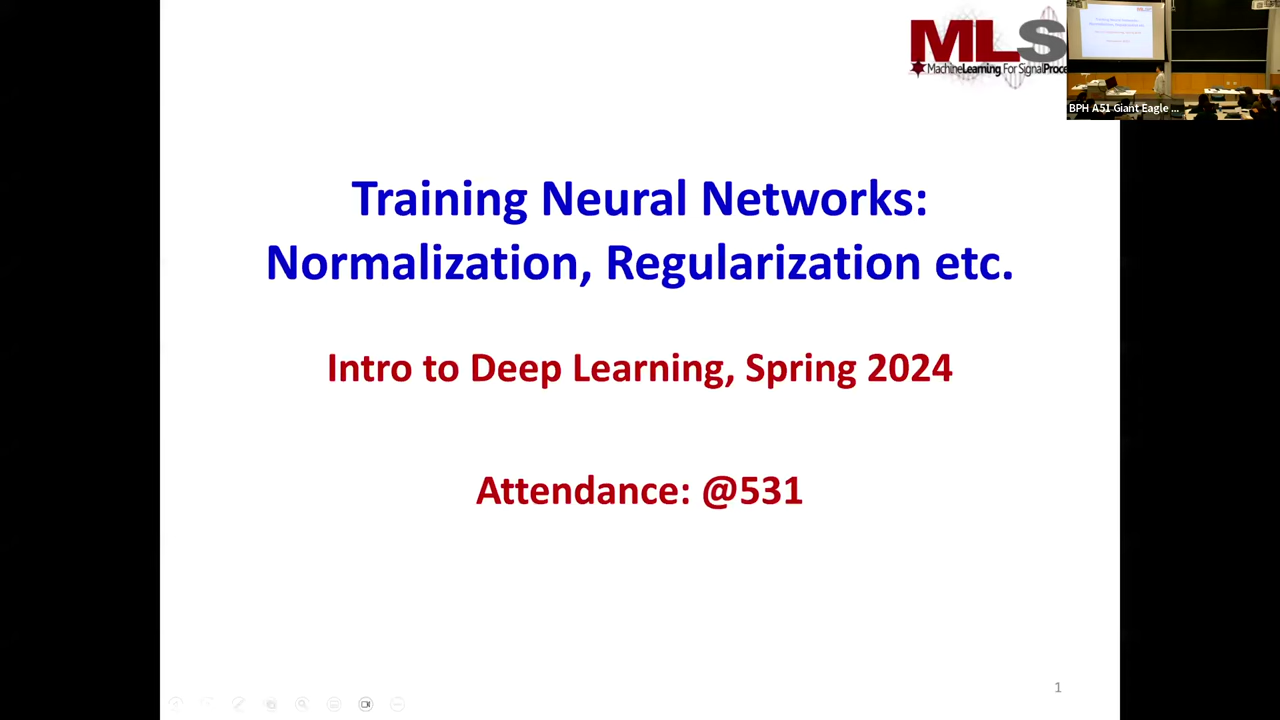 MLS
MachineLearning For SignalProce
BPH A51 Giant Eagle ...
Training Neural Networks:
Normalization, Regularization etc.
Intro to Deep Learning, Spring 2024
Attendance: @531
1